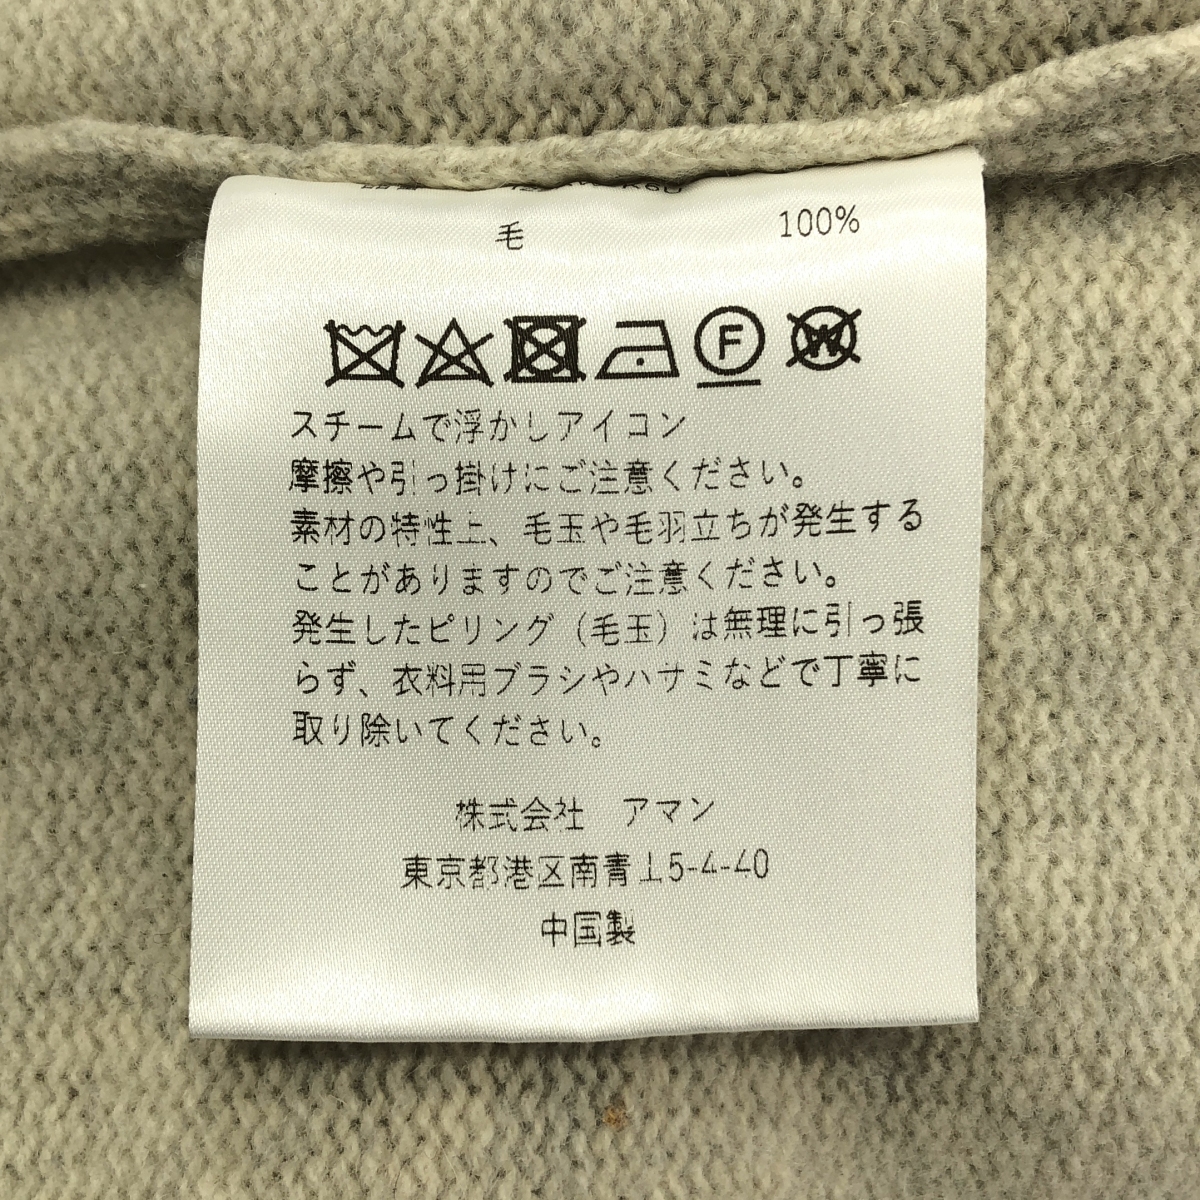 毛 100%
F W
スチームで浮かしアイコン
摩擦や引っ掛けにご注意ください。
素材の特性上、毛玉や毛羽立ちが発生する
ことがありますのでご注意ください。
発生したピリング（毛玉）は無理に引っ張
らず、衣料用ブラシやハサミなどで丁寧に
取り除いてください。
株式会社 アマン
東京都港区南青山5-4-40
中国製